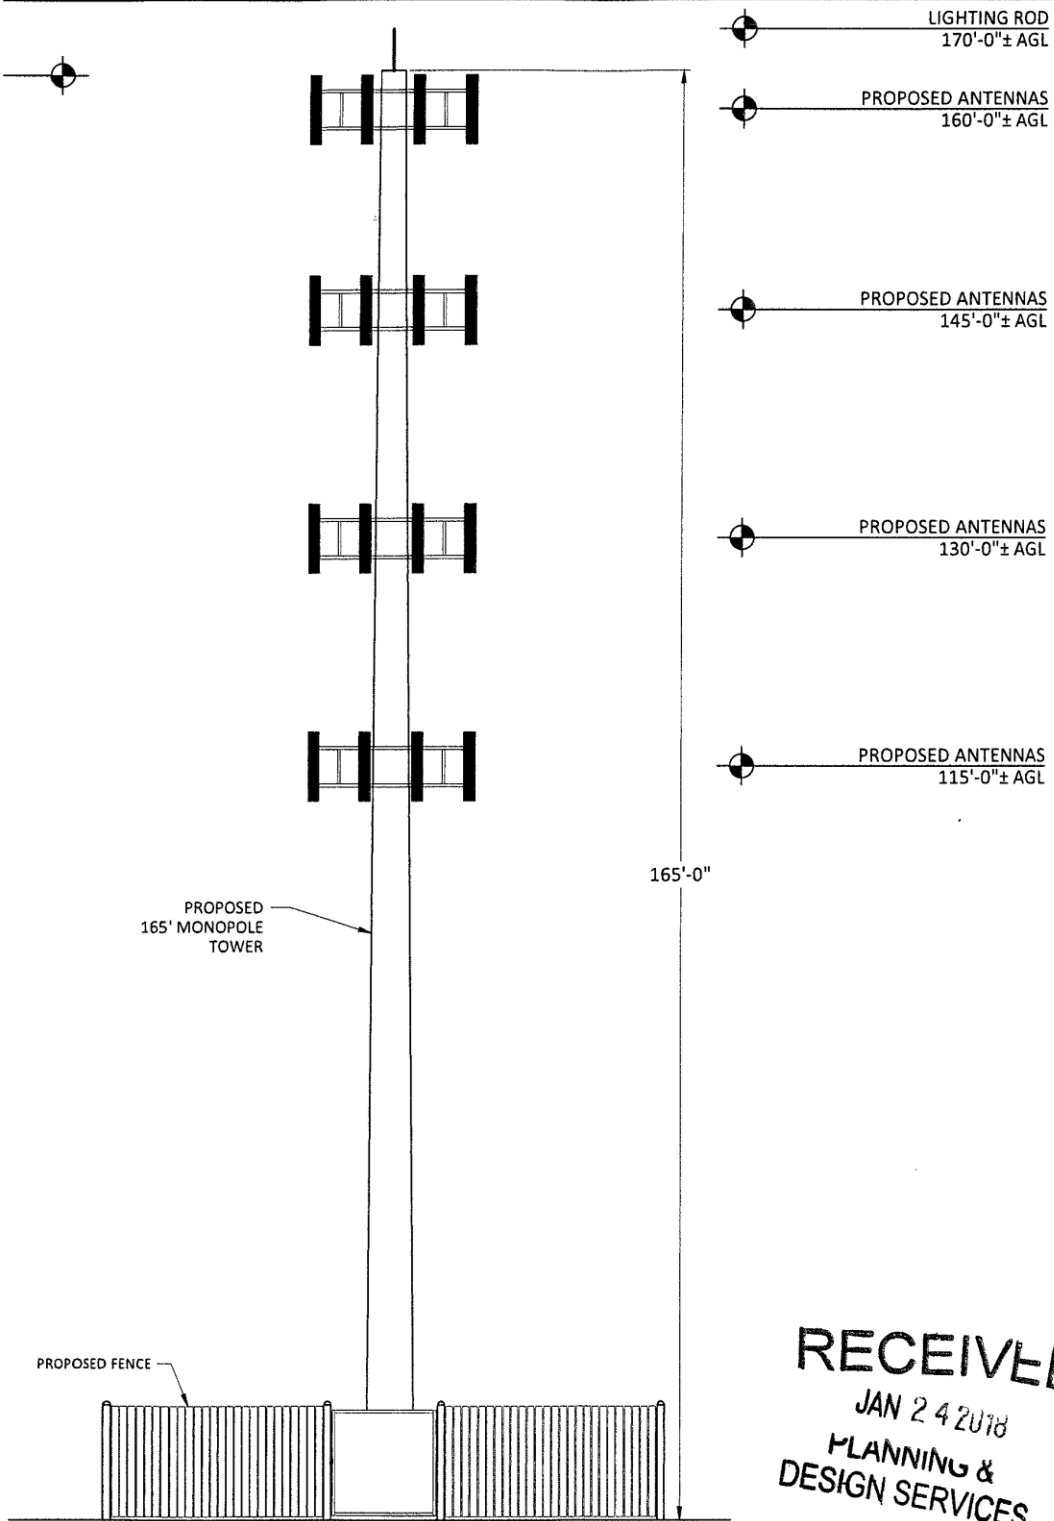 LIGHTING ROD
170'-0"± AGL
PROPOSED ANTENNAS
160'-0"± AGL
PROPOSED ANTENNAS
145'-0"± AGL
PROPOSED ANTENNAS
130'-0"± AGL
PROPOSED ANTENNAS
115'-0"± AGL
165'-0"
PROPOSED
165' MONOPOLE
TOWER
PROPOSED FENCE
RECEIVED
JAN 24 2018
PLANNING &
DESIGN SERVICES